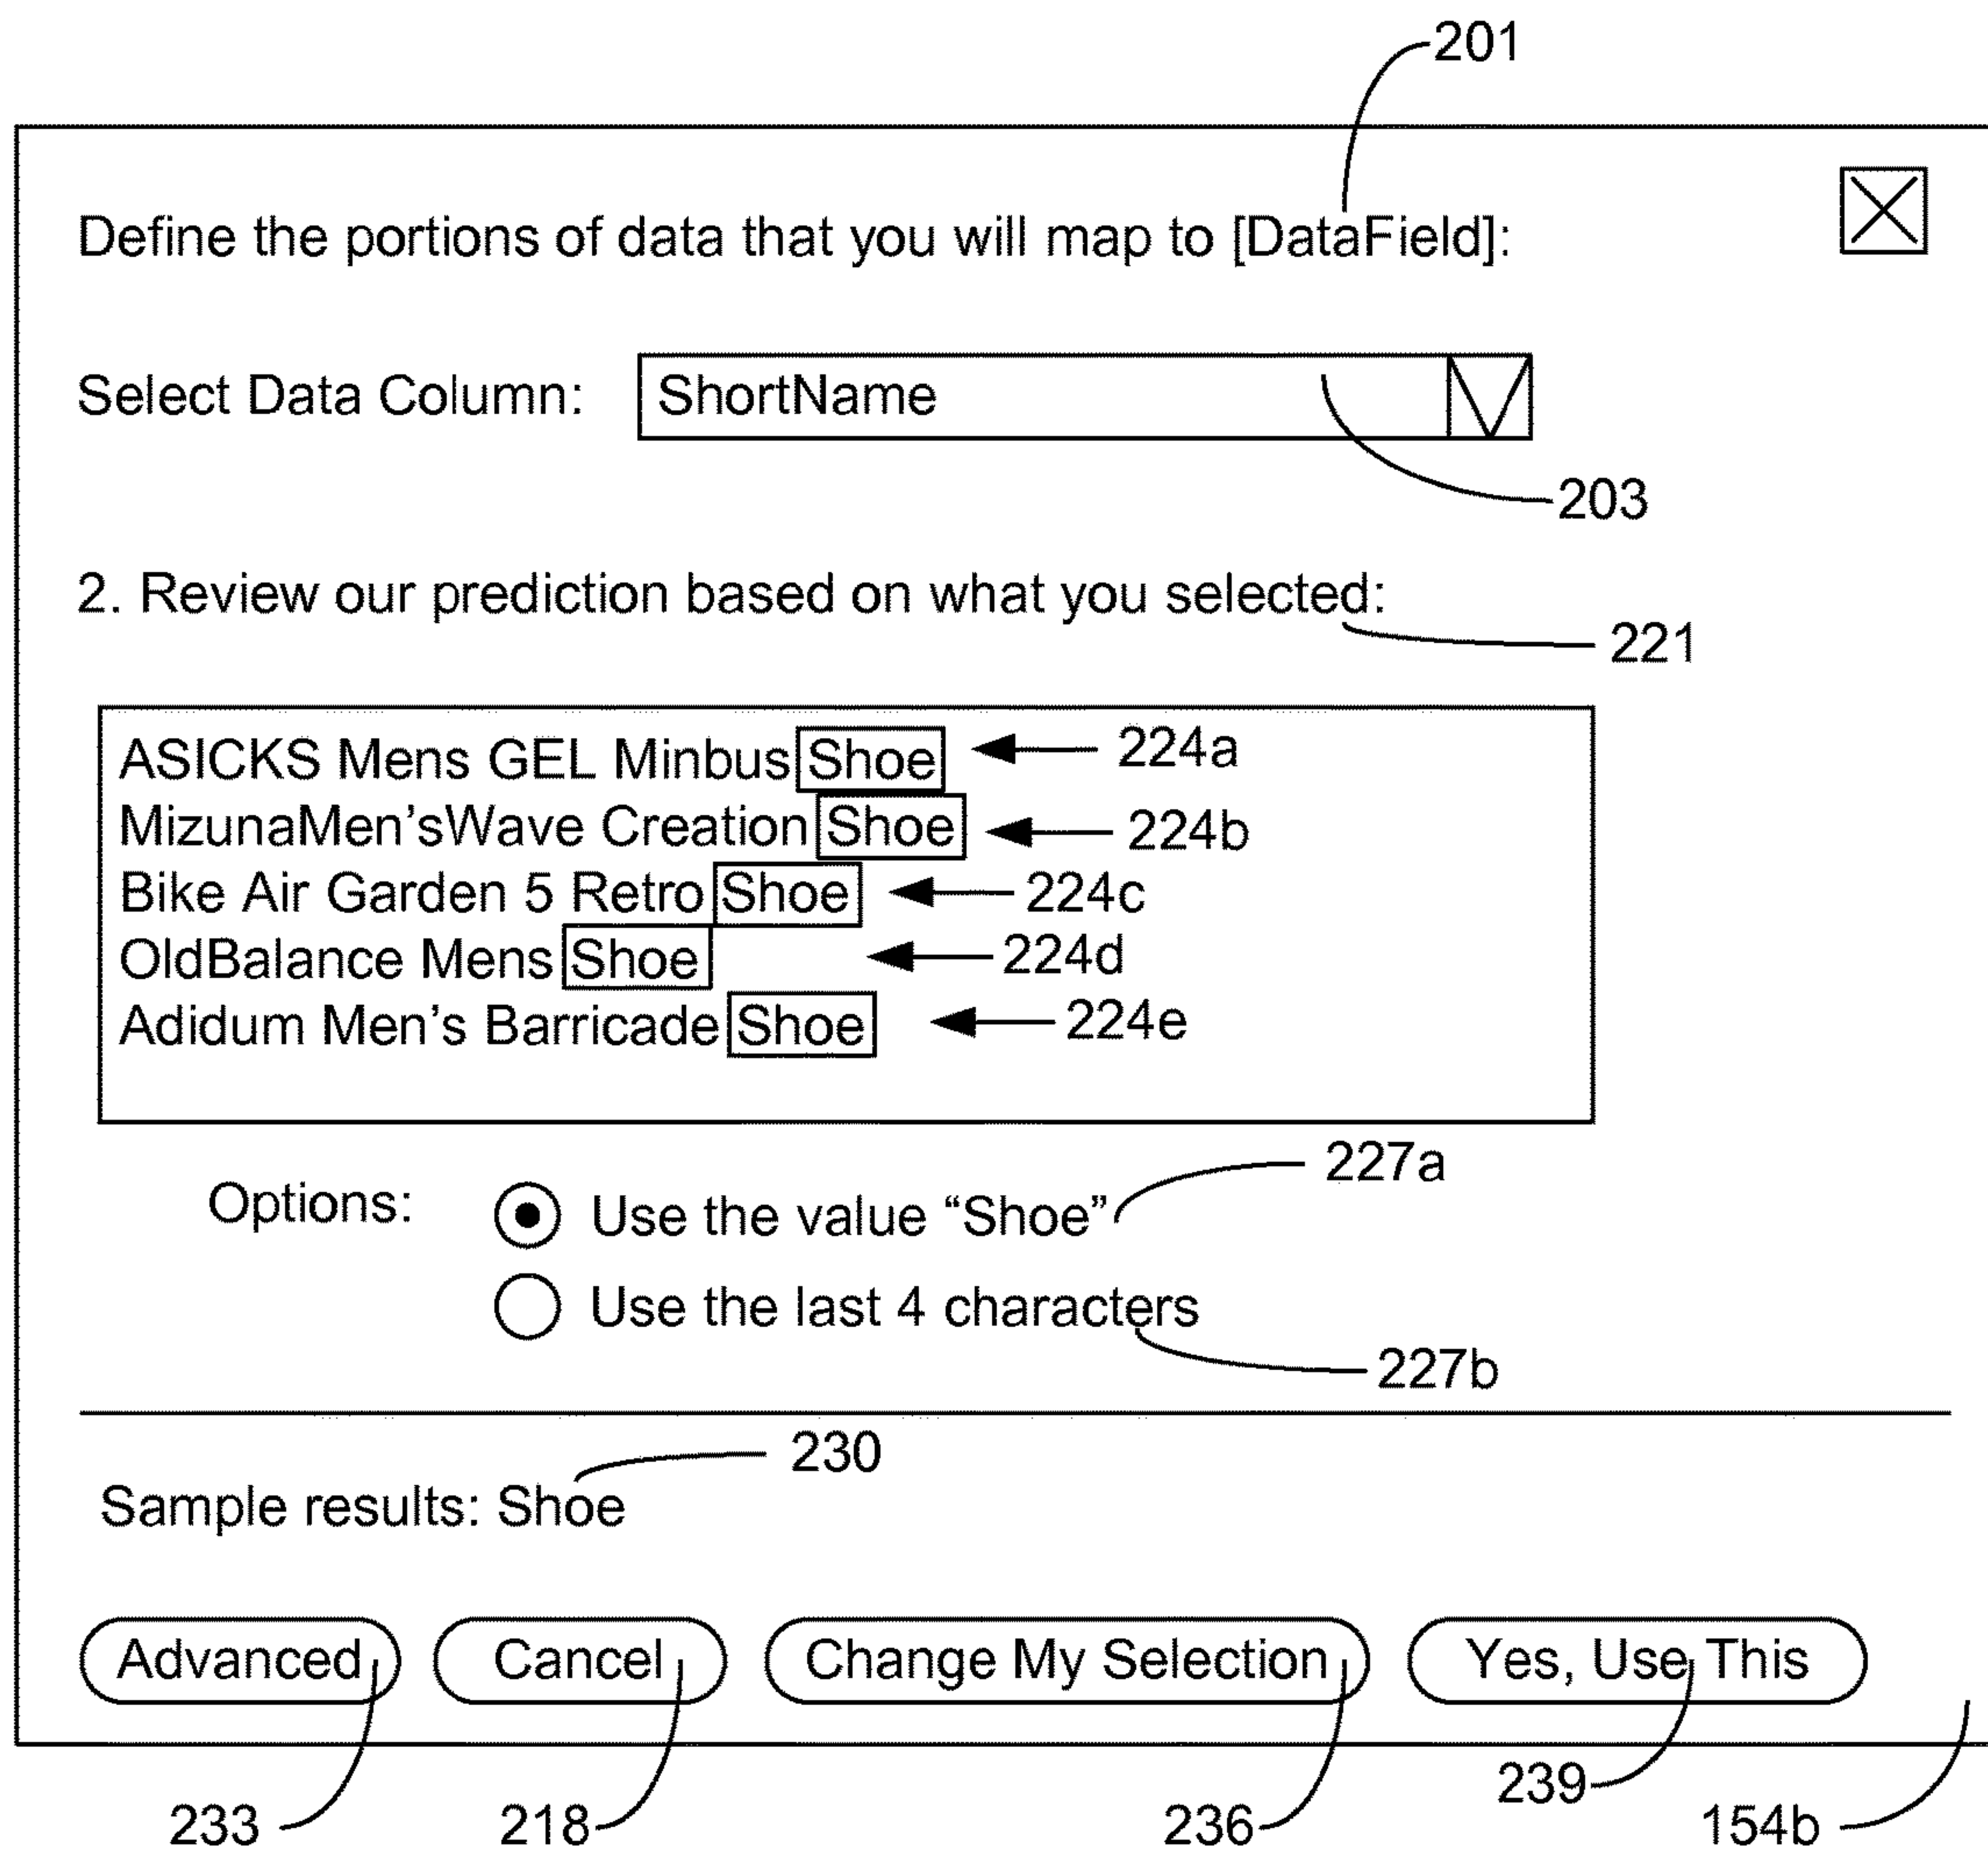 201
Define the portions of data that you will map to [DataField]:
Select Data Column: ShortName
203
2. Review our prediction based on what you selected:
221
ASICKS Mens GEL Minbus Shoe 224a
MizunaMen’sWave Creation Shoe 224b
Bike Air Garden 5 Retro Shoe 224c
OldBalance Mens Shoe 224d
Adidum Men’s Barricade Shoe 224e
227a
Options: Use the value “Shoe”
Use the last 4 characters
227b
230
Sample results: Shoe
Advanced Cancel Change My Selection Yes, Use This
239
233 218 236 154b